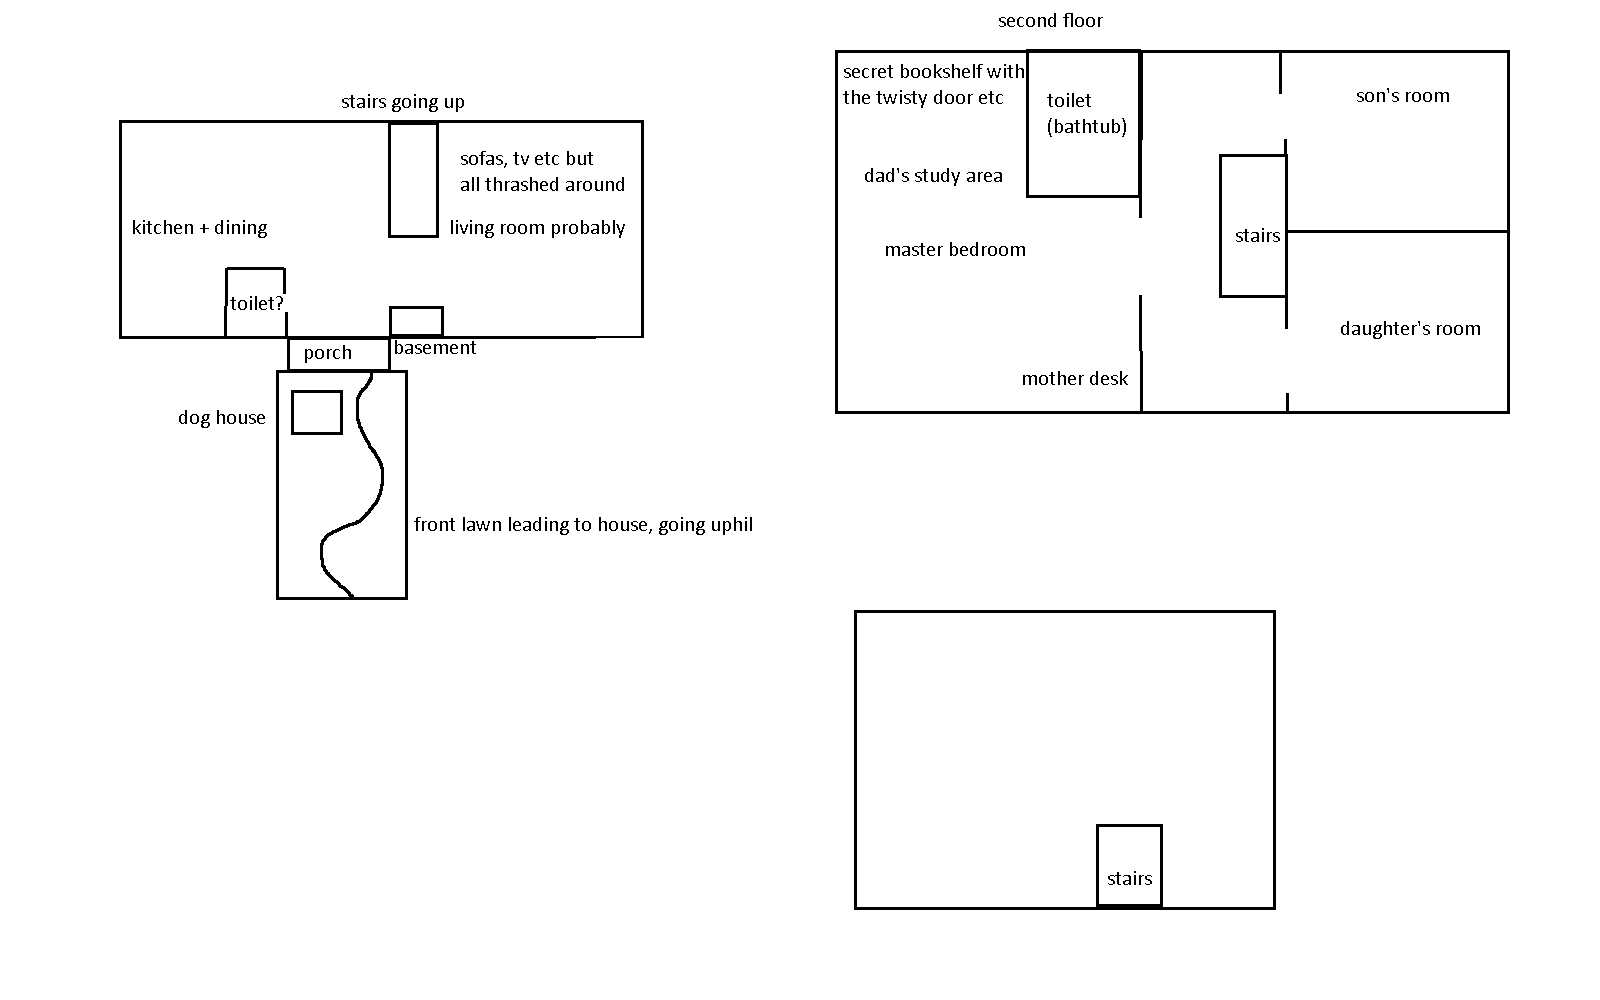 second floor
secret bookshelf with
the twisty door etc
toilet
(bathtub)
son's room
dad's study area
stairs
master bedroom
daughter's room
mother desk
stairs going up
sofas, tv etc but
all thrashed around
kitchen + dining
living room probably
toilet?
porch
basement
dog house
front lawn leading to house, going uphil
stairs